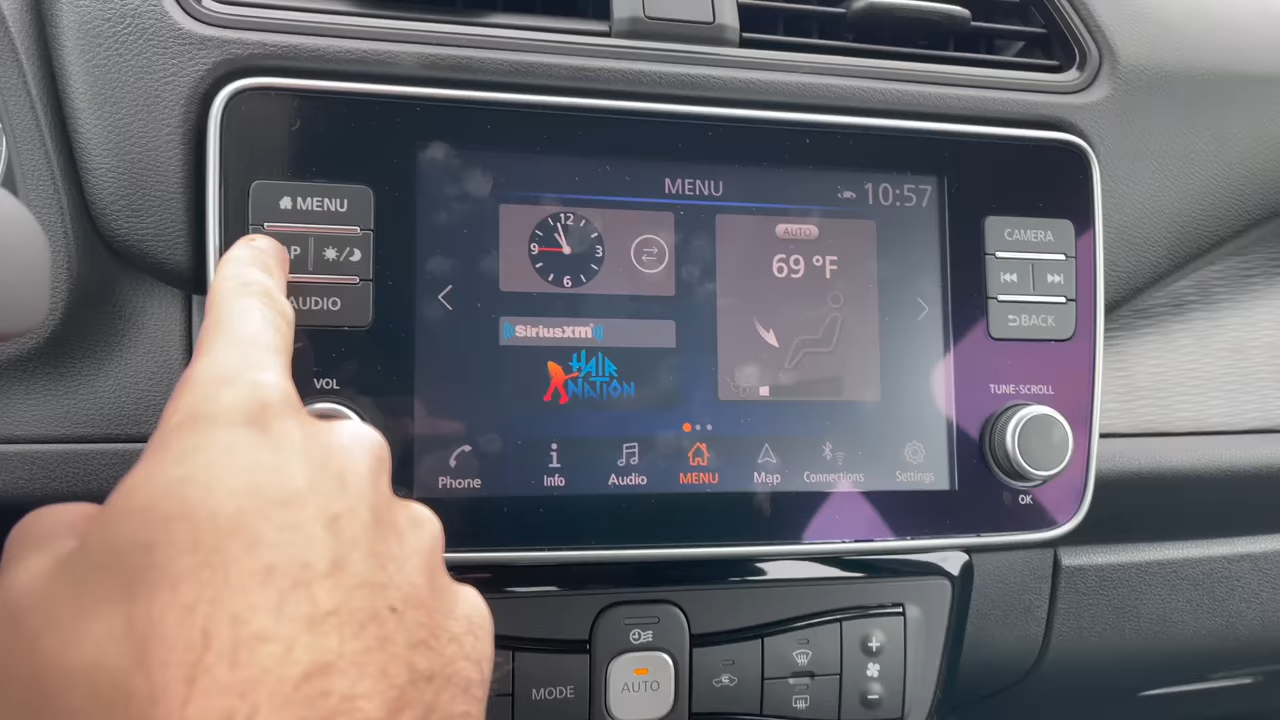 MENU
P
AUDIO
VOL
MENU
10:57
12
9
3
6
AUTO
69 °F
SiriusXM
HAIR
NATION
Phone
Info
Audio
MENU
Map
Connections
Settings
CAMERA
BACK
TUNE·SCROLL
OK
MODE
AUTO